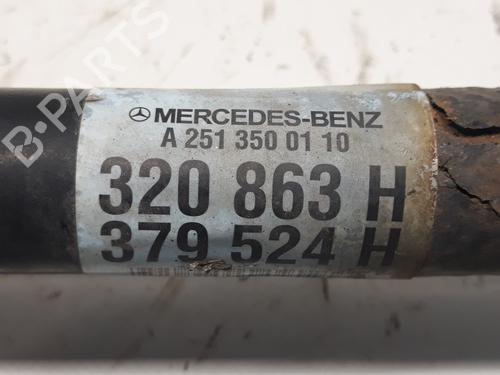 B-PARTS
MERCEDES-BENZ
A 251 350 01 10
320 863 H
379 524 H